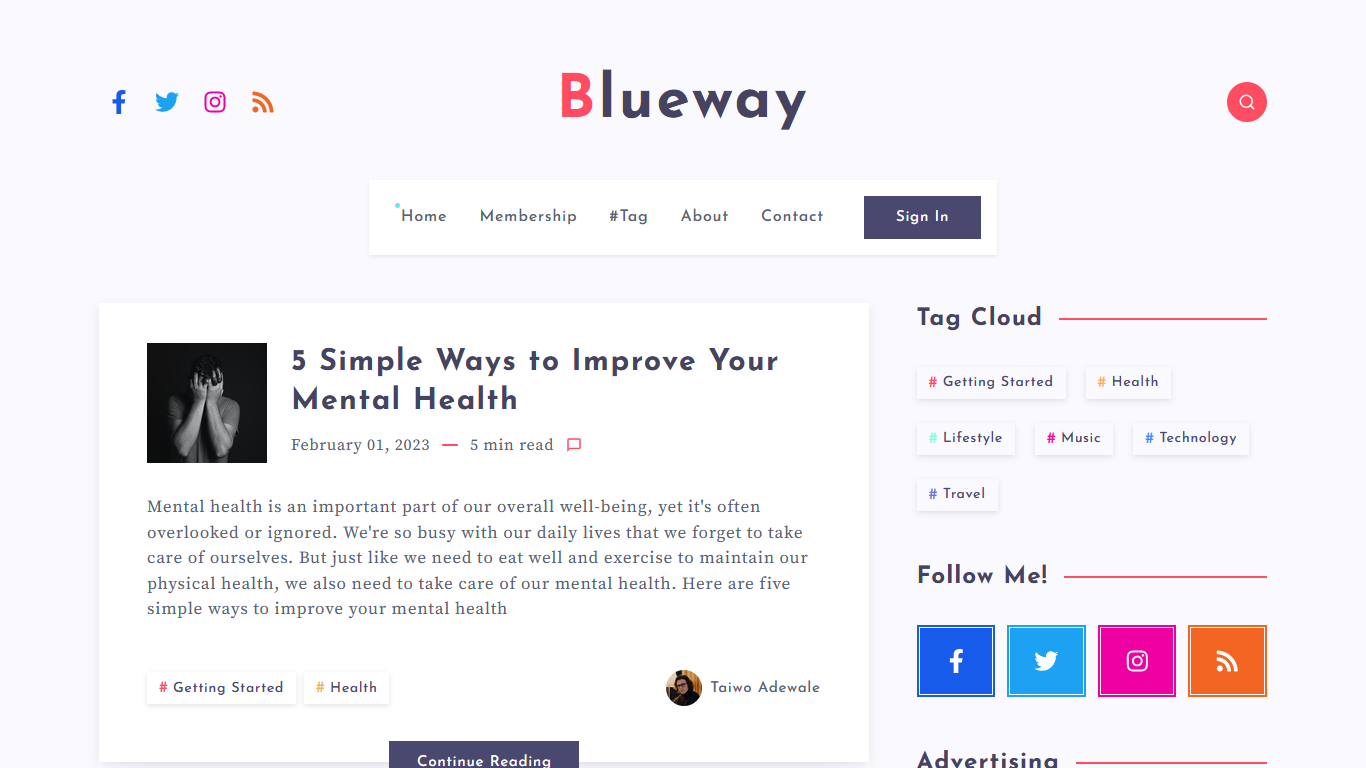 Blueway
Home Membership #Tag About Contact Sign In
5 Simple Ways to Improve Your
Mental Health
February 01, 2023 — 5 min read
Mental health is an important part of our overall well-being, yet it's often
overlooked or ignored. We're so busy with our daily lives that we forget to take
care of ourselves. But just like we need to eat well and exercise to maintain our
physical health, we also need to take care of our mental health. Here are five
simple ways to improve your mental health
# Getting Started # Health
Taiwo Adewale
Continue Reading
Tag Cloud
# Getting Started # Health
# Lifestyle # Music # Technology
# Travel
Follow Me!
Advertising